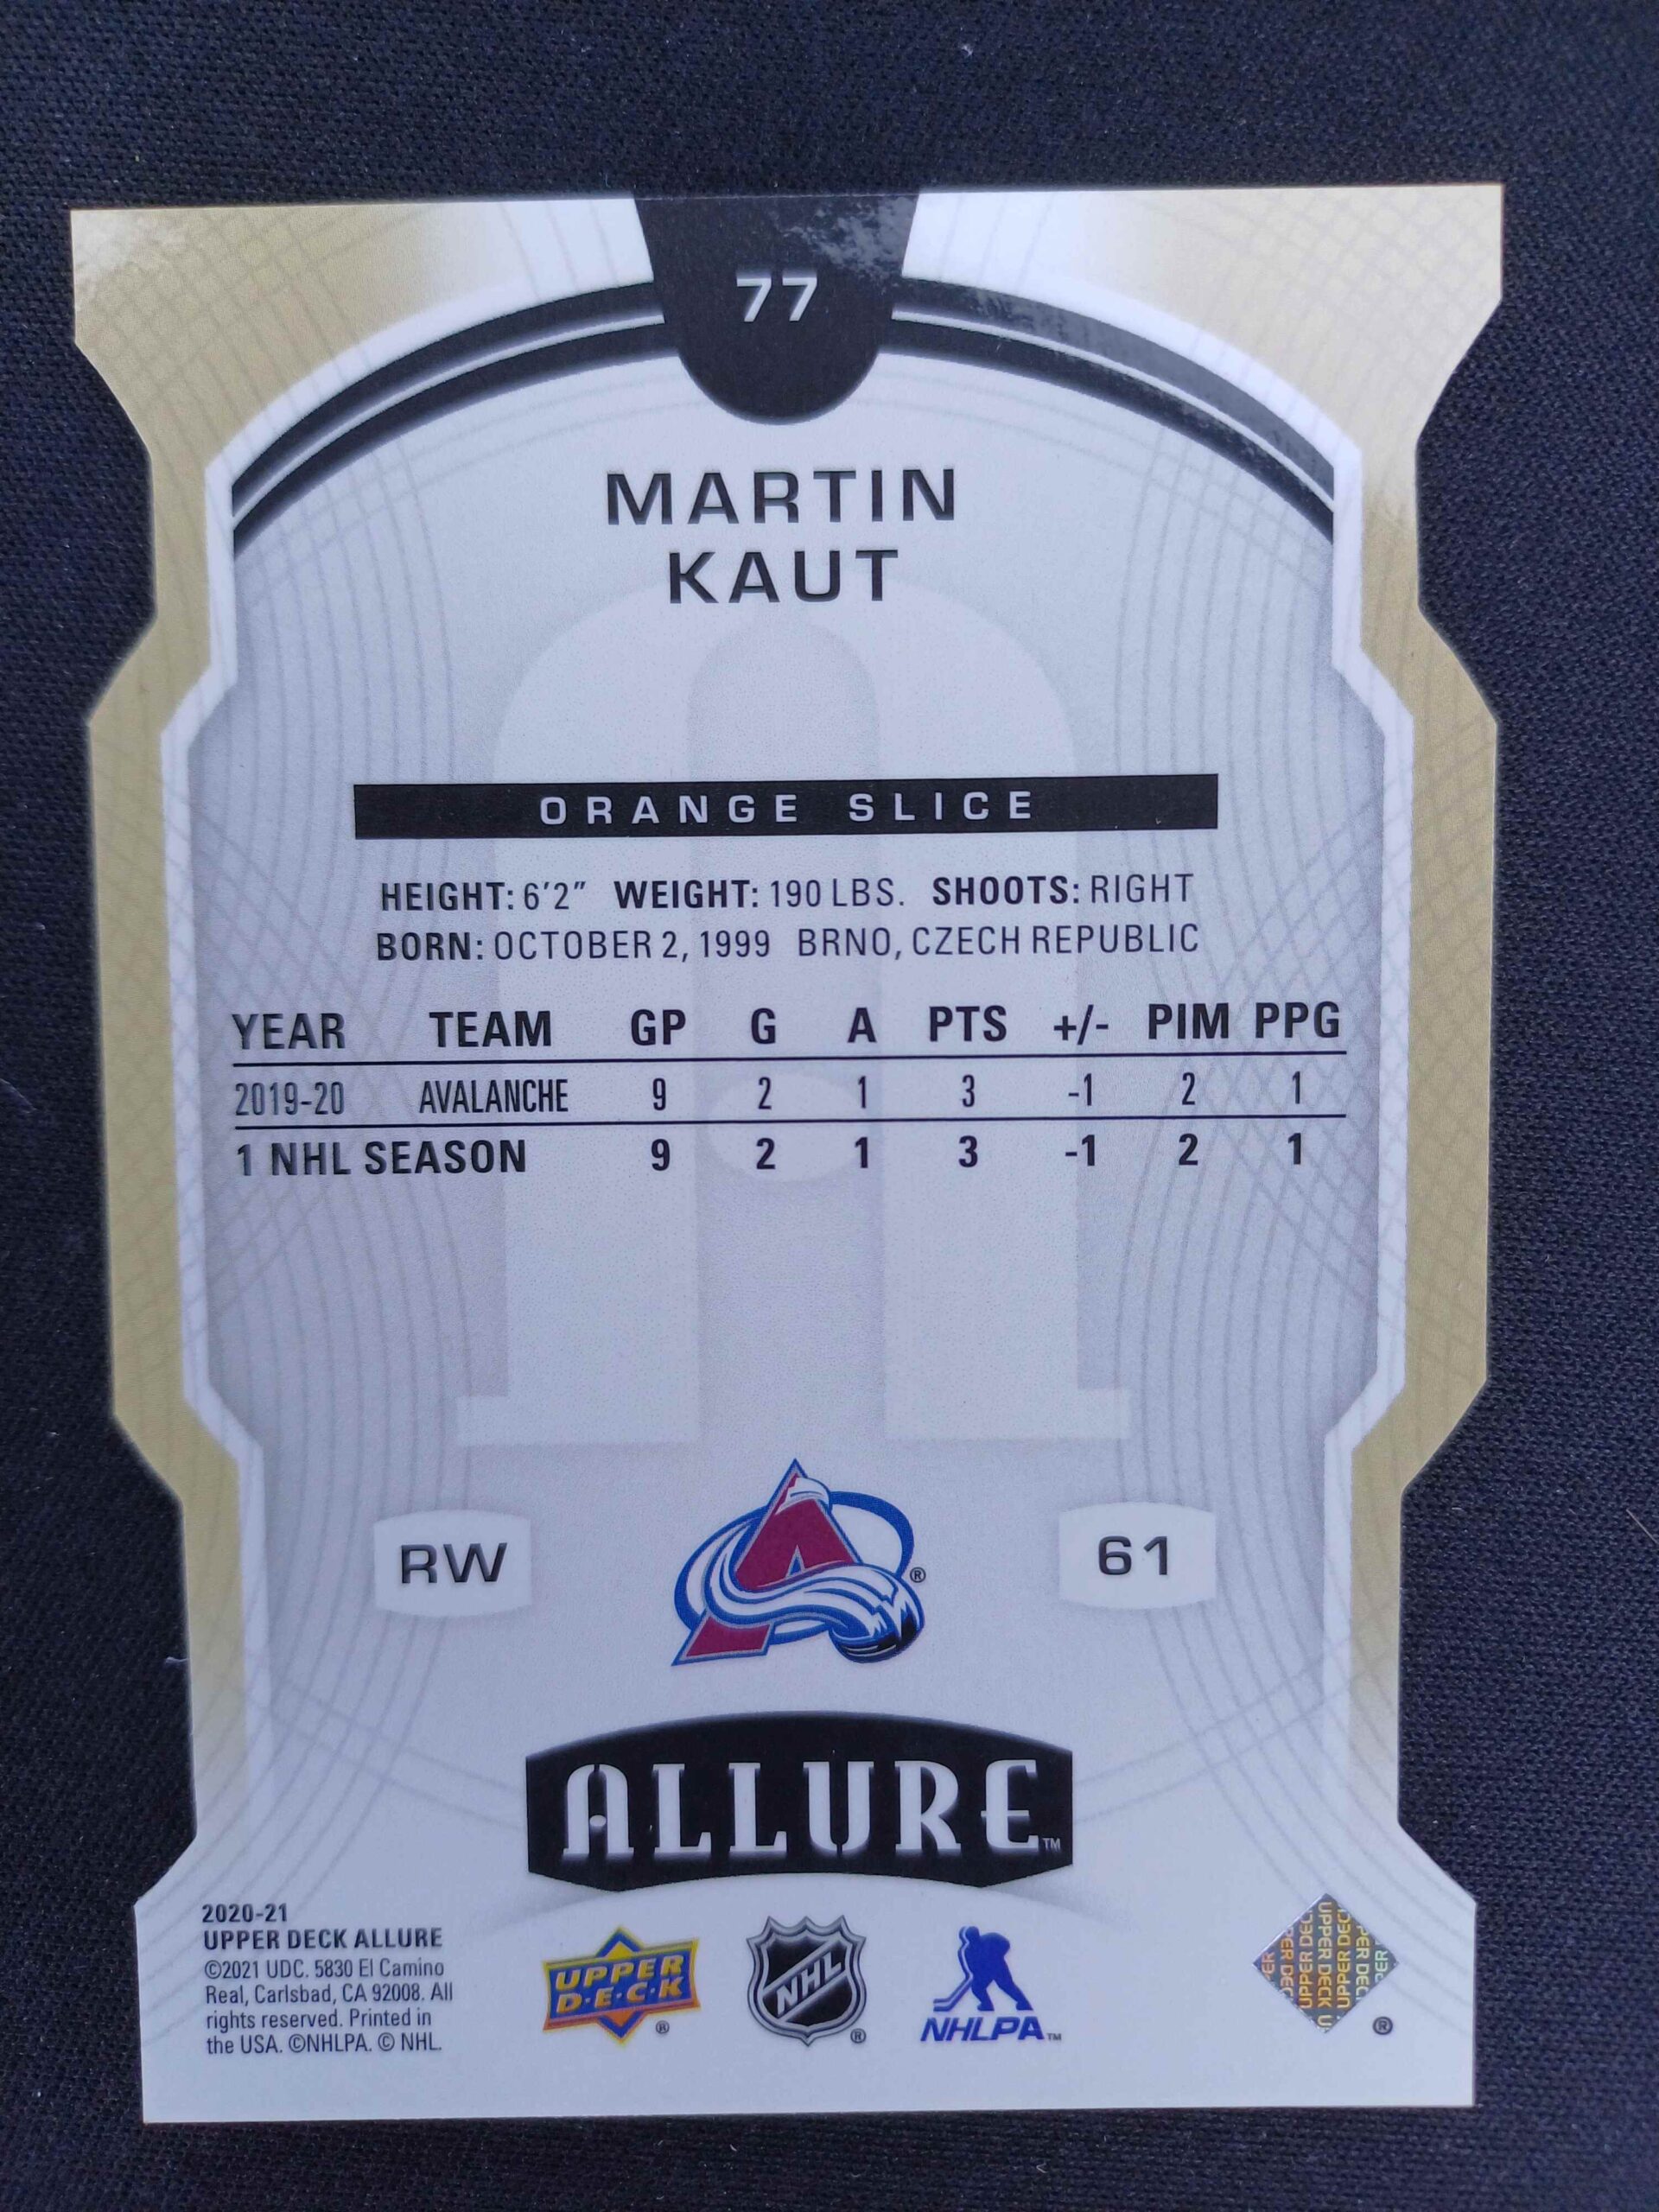 77
MARTIN
KAUT
ORANGE SLICE
HEIGHT: 6'2" WEIGHT: 190 LBS. SHOOTS: RIGHT
BORN: OCTOBER 2, 1999 BRNO, CZECH REPUBLIC
YEAR TEAM GP G A PTS +/- PIM PPG
2019-20 AVALANCHE 9 2 1 3 -1 2 1
1 NHL SEASON 9 2 1 3 -1 2 1
RW
®
61
ALLURE™
2020-21
UPPER DECK ALLURE
©2021 UDC. 5830 El Camino
Real, Carlsbad, CA 92008. All
rights reserved. Printed in
the USA. ©NHLPA. © NHL.
UPPER
D·E·C·K
®
NHL
®
NHLPA™
UPPER DECK
®